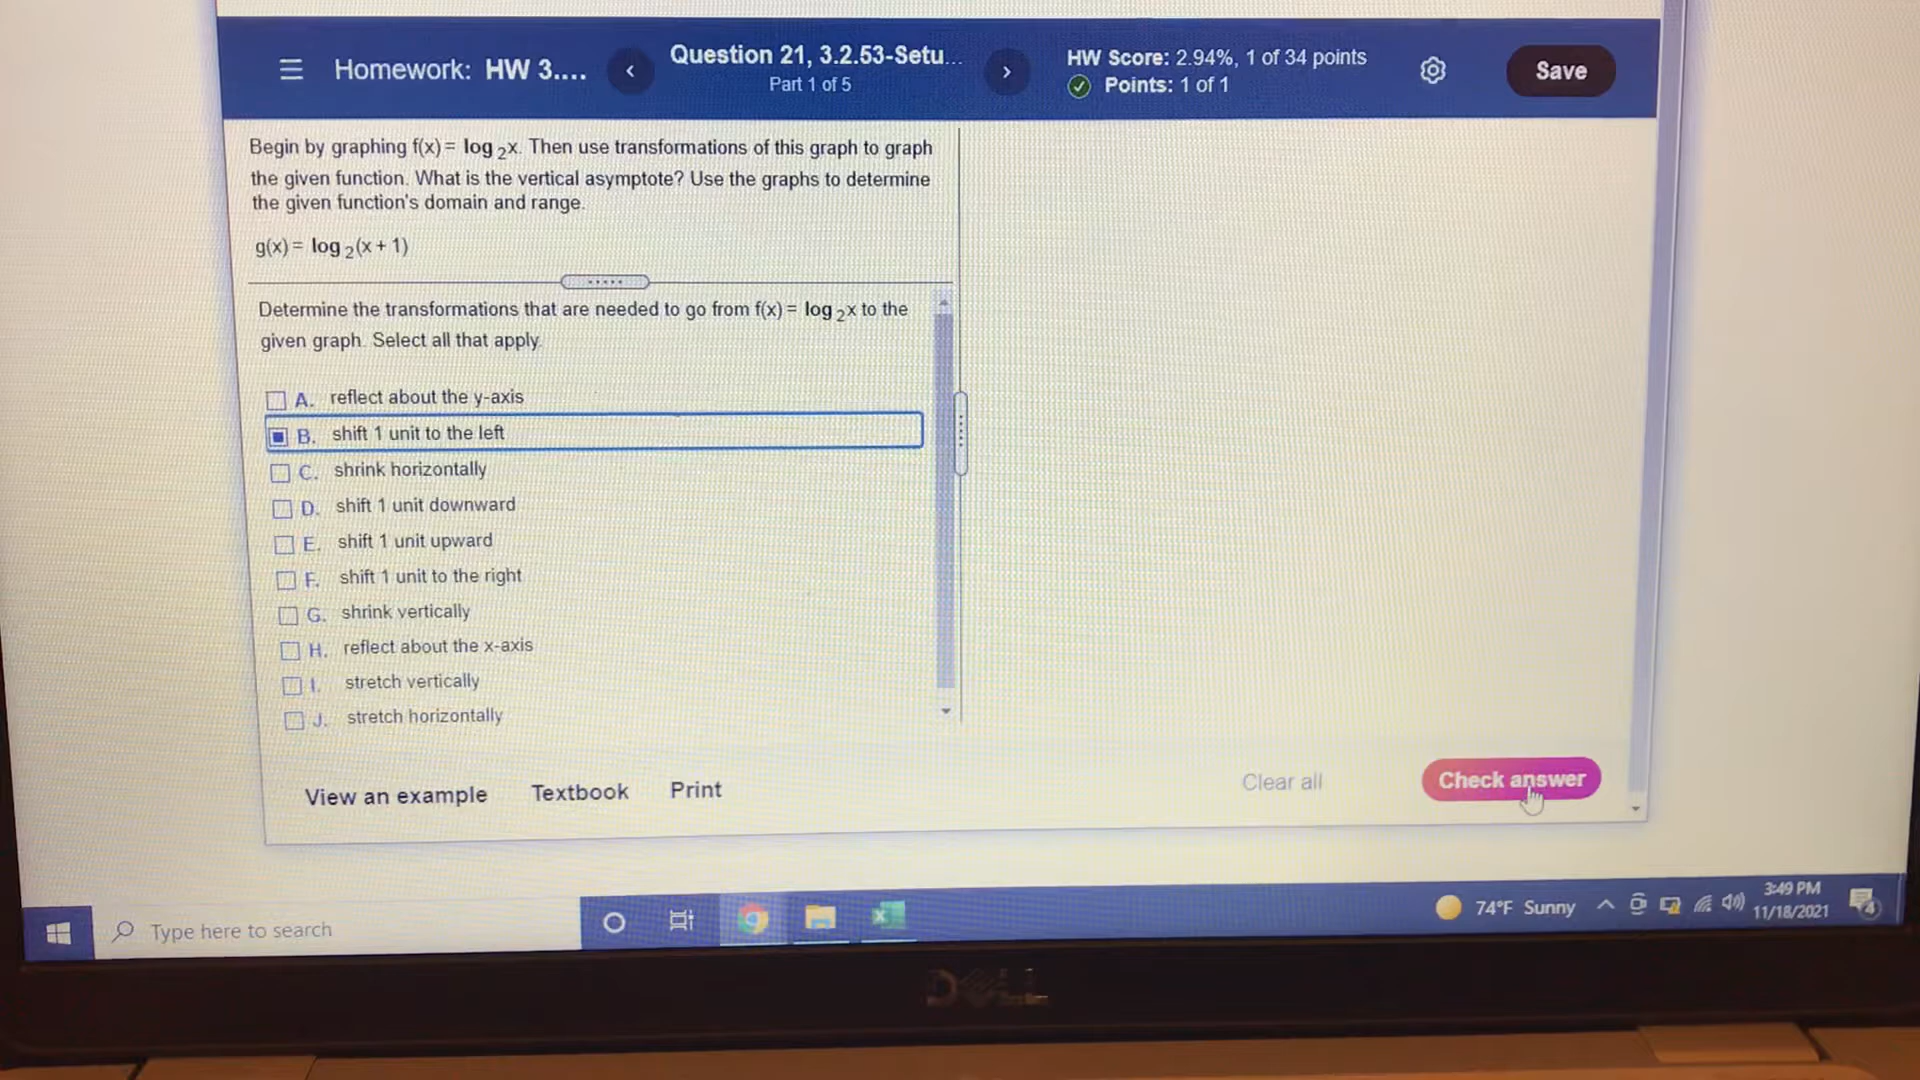 Homework: HW 3....
Question 21, 3.2.53-Setu...
Part 1 of 5
HW Score: 2.94%, 1 of 34 points
Points: 1 of 1
Save
Begin by graphing f(x) = log 2x. Then use transformations of this graph to graph
the given function. What is the vertical asymptote? Use the graphs to determine
the given function's domain and range.
g(x) = log 2(x + 1)
Determine the transformations that are needed to go from f(x) = log 2x to the
given graph. Select all that apply.
A. reflect about the y-axis
B. shift 1 unit to the left
C. shrink horizontally
D. shift 1 unit downward
E. shift 1 unit upward
F. shift 1 unit to the right
G. shrink vertically
H. reflect about the x-axis
I. stretch vertically
J. stretch horizontally
View an example Textbook Print
Clear all
Check answer
Type here to search
74°F Sunny
3:49 PM
11/18/2021
4
DELL